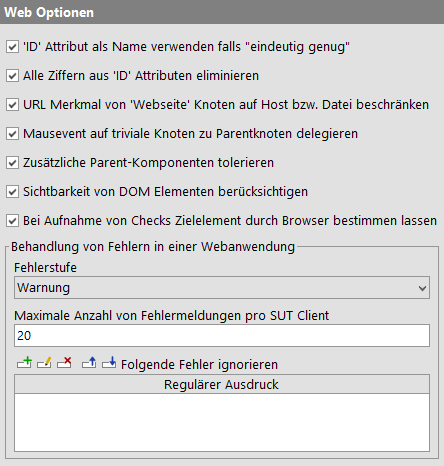 Web Optionen
'ID' Attribut als Name verwenden falls "eindeutig genug"
Alle Ziffern aus 'ID' Attributen eliminieren
URL Merkmal von 'Webseite' Knoten auf Host bzw. Datei beschränken
Mausevent auf triviale Knoten zu Parentknoten delegieren
Zusätzliche Parent-Komponenten tolerieren
Sichtbarkeit von DOM Elementen berücksichtigen
Bei Aufnahme von Checks Zielelement durch Browser bestimmen lassen
Behandlung von Fehlern in einer Webanwendung
Fehlerstufe
Warnung
Maximale Anzahl von Fehlermeldungen pro SUT Client
20
Folgende Fehler ignorieren
Regulärer Ausdruck